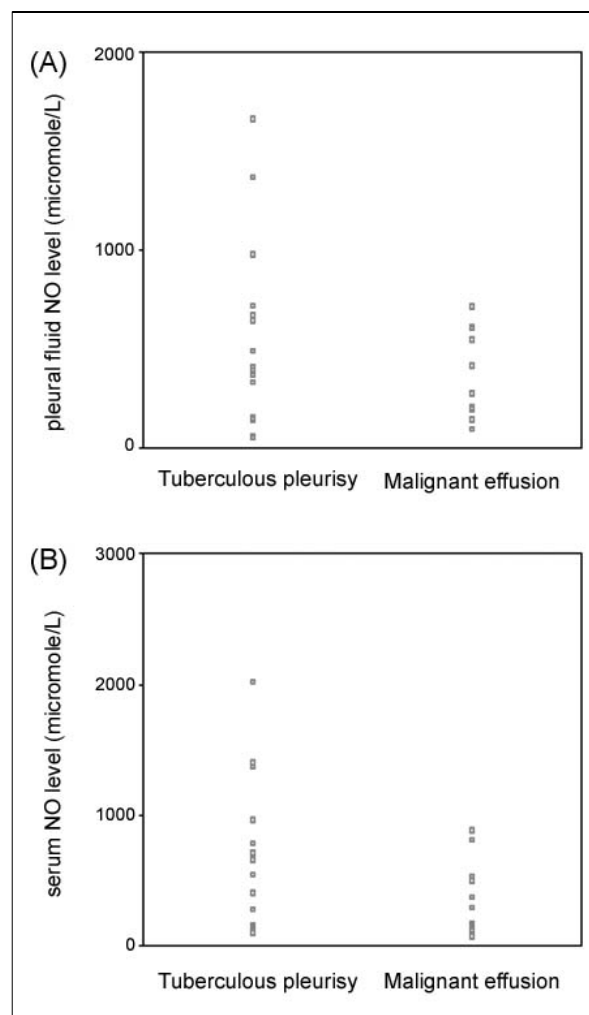 (A)
pleural fluid NO level (micromole/L)
2000
1000
0
Tuberculous pleurisy Malignant effusion
(B)
serum NO level (micromole/L)
3000
2000
1000
0
Tuberculous pleurisy Malignant effusion